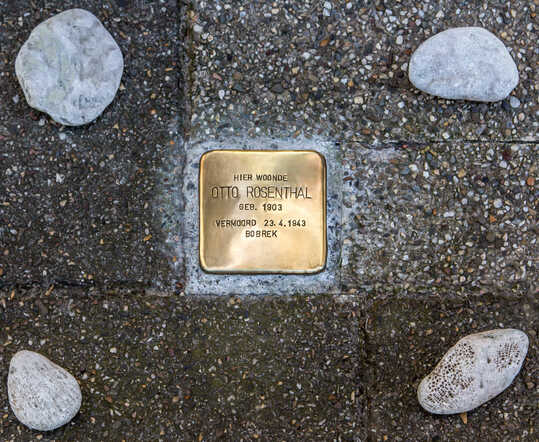 HIER WOONDE
OTTO ROSENTHAL
GEB. 1903
VERMOORD 23.4.1943
BOBREK